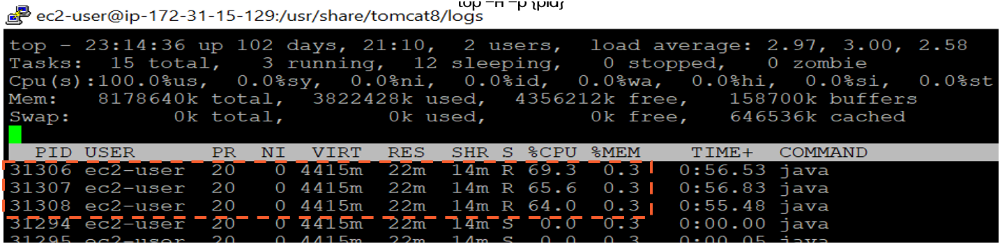 top -H -p {pid}
ec2-user@ip-172-31-15-129:/usr/share/tomcat8/logs
top - 23:14:36 up 102 days, 21:10,  2 users,  load average: 2.97, 3.00, 2.58
Tasks:  15 total,   3 running,  12 sleeping,   0 stopped,   0 zombie
Cpu(s):100.0%us,  0.0%sy,  0.0%ni,  0.0%id,  0.0%wa,  0.0%hi,  0.0%si,  0.0%st
Mem:   8178640k total,  3822428k used,  4356212k free,   158700k buffers
Swap:        0k total,        0k used,        0k free,   646536k cached
PID USER      PR  NI  VIRT  RES  SHR S %CPU %MEM    TIME+  COMMAND
31306 ec2-user  20   0 4415m  22m  14m R 69.3  0.3   0:56.53 java
31307 ec2-user  20   0 4415m  22m  14m R 65.6  0.3   0:56.83 java
31308 ec2-user  20   0 4415m  22m  14m R 64.0  0.3   0:55.48 java
31294 ec2-user  20   0 4415m  22m  14m S  0.0  0.3   0:00.00 java
31295 ec2-user  20   0 4415m  22m  14m S  0.0  0.3   0:00.05 java